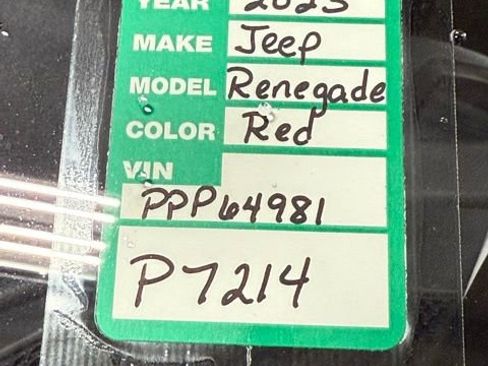 YEAR 2023
MAKE Jeep
MODEL Renegade
COLOR Red
VIN
PPP64981
P7214